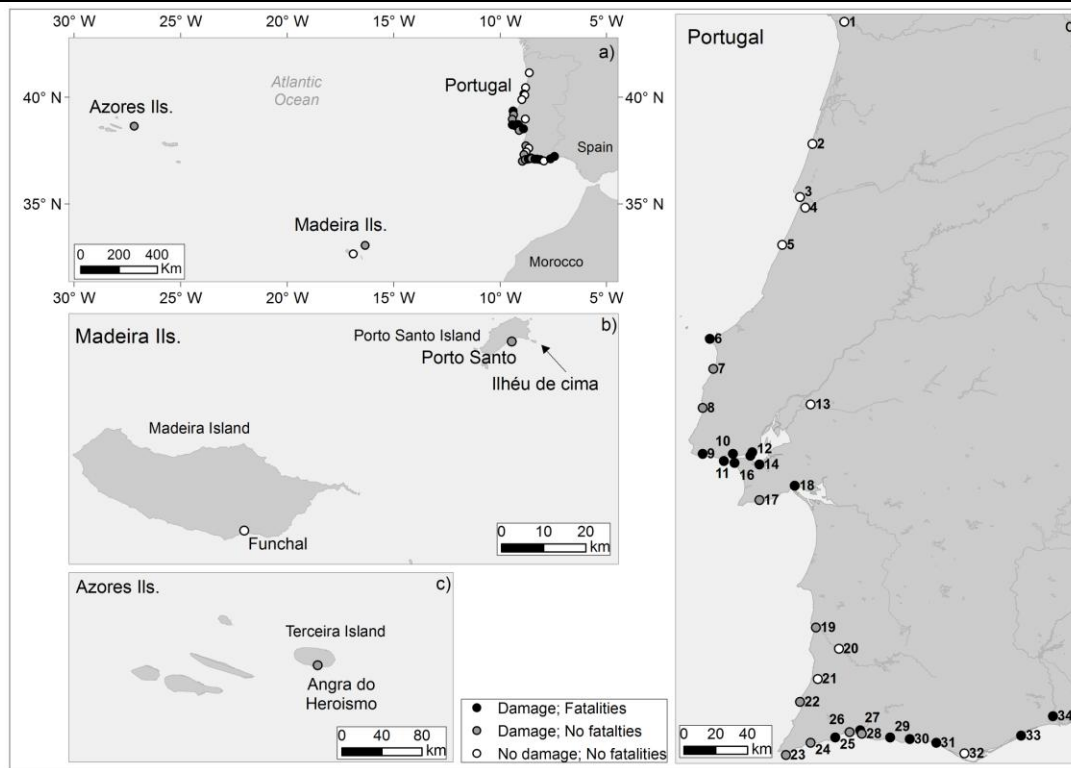 30° W 25° W 20° W 15° W 10° W 5° W
a)
Atlantic
Ocean
Portugal
40° N
40° N
Azores Ils.
Spain
35° N
35° N
Madeira Ils.
0 200 400
Km
Morocco
30° W 25° W 20° W 15° W 10° W 5° W
Madeira Ils.
b)
Porto Santo Island
Porto Santo
Ilhéu de cima
Madeira Island
Funchal
0 10 20
km
Azores Ils.
c)
Terceira Island
Angra do
Heroismo
0 40 80
km
Damage; Fatalities
Damage; No fatalties
No damage; No fatalities
Portugal
1
2
3
4
5
6
7
8
13
9
10
12
11
16
14
18
17
19
20
21
22
26
27
29
34
23
24
25
28
30
31
32
33
0 20 40
km